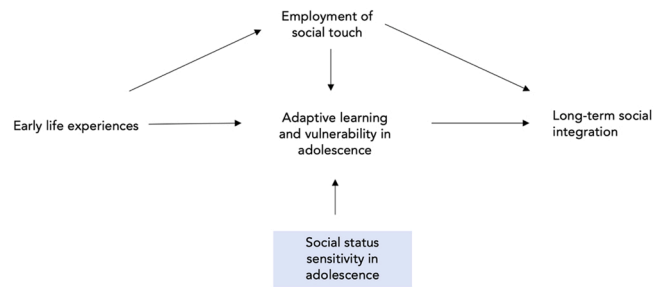 Employment of
social touch
Early life experiences
Adaptive learning
and vulnerability in
adolescence
Long-term social
integration
Social status
sensitivity in
adolescence